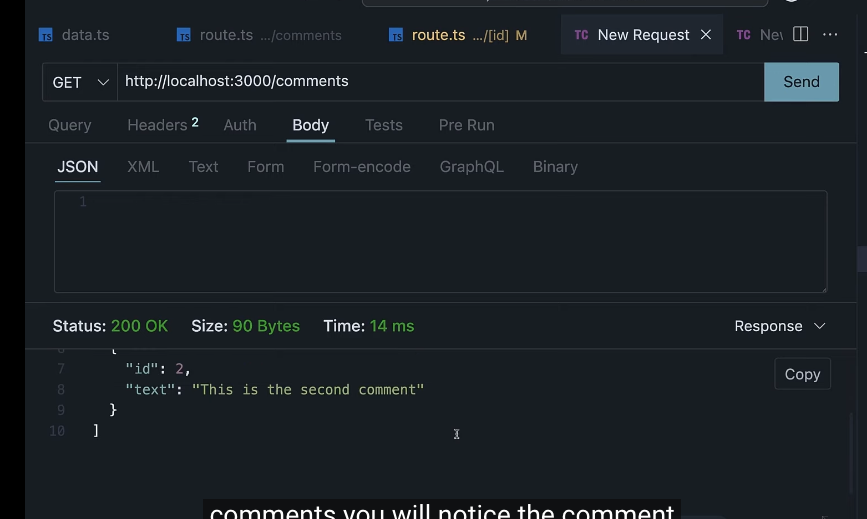 TS data.ts TS route.ts .../comments TS route.ts .../[id] M TC New Request × TC Nev ...
GET http://localhost:3000/comments Send
Query Headers 2 Auth Body Tests Pre Run
JSON XML Text Form Form-encode GraphQL Binary
1
Status: 200 OK Size: 90 Bytes Time: 14 ms Response
6 {
7 "id": 2,
8 "text": "This is the second comment"
9 }
10 ]
Copy
comments you will notice the comment